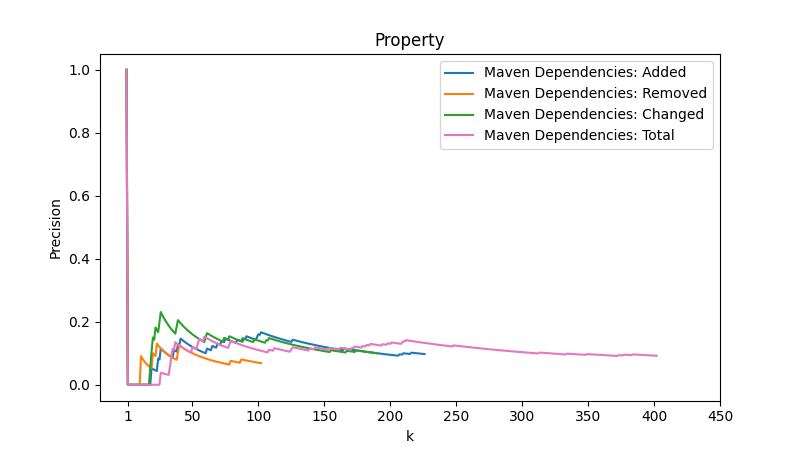 Property
Maven Dependencies: Added
Maven Dependencies: Removed
Maven Dependencies: Changed
Maven Dependencies: Total
Precision
1.0
0.8
0.6
0.4
0.2
0.0
1 50 100 150 200 250 300 350 400 450
k